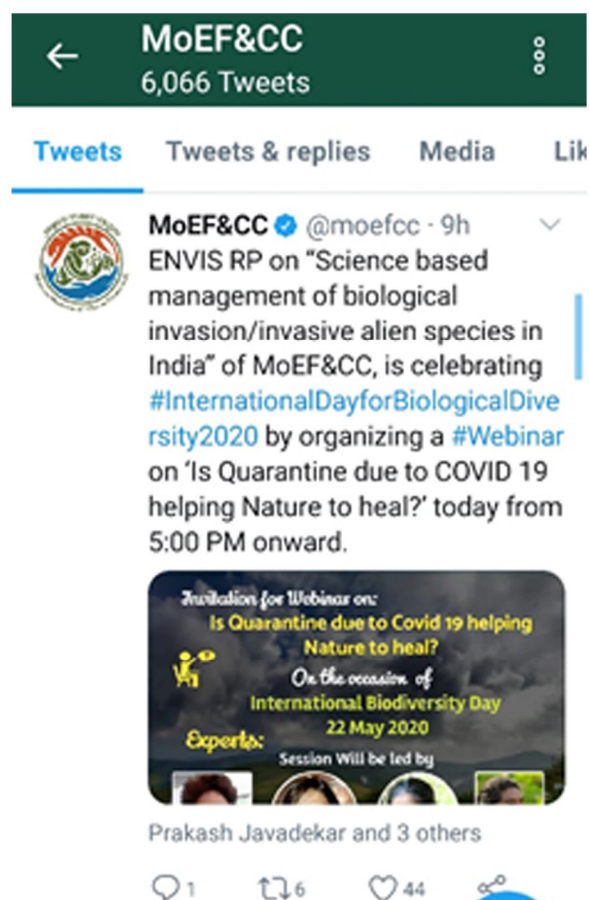 MoEF&CC
6,066 Tweets
Tweets Tweets & replies Media Lik
MoEF&CC @moefcc · 9h
ENVIS RP on “Science based
management of biological
invasion/invasive alien species in
India” of MoEF&CC, is celebrating
#InternationalDayforBiologicalDive
rsity2020 by organizing a #Webinar
on ‘Is Quarantine due to COVID 19
helping Nature to heal?’ today from
5:00 PM onward.
Invitation for Webinar on:
Is Quarantine due to Covid 19 helping
Nature to heal?
On the occasion of
International Biodiversity Day
22 May 2020
Experts:
Session Will be led by
Prakash Javadekar and 3 others
1 6 44